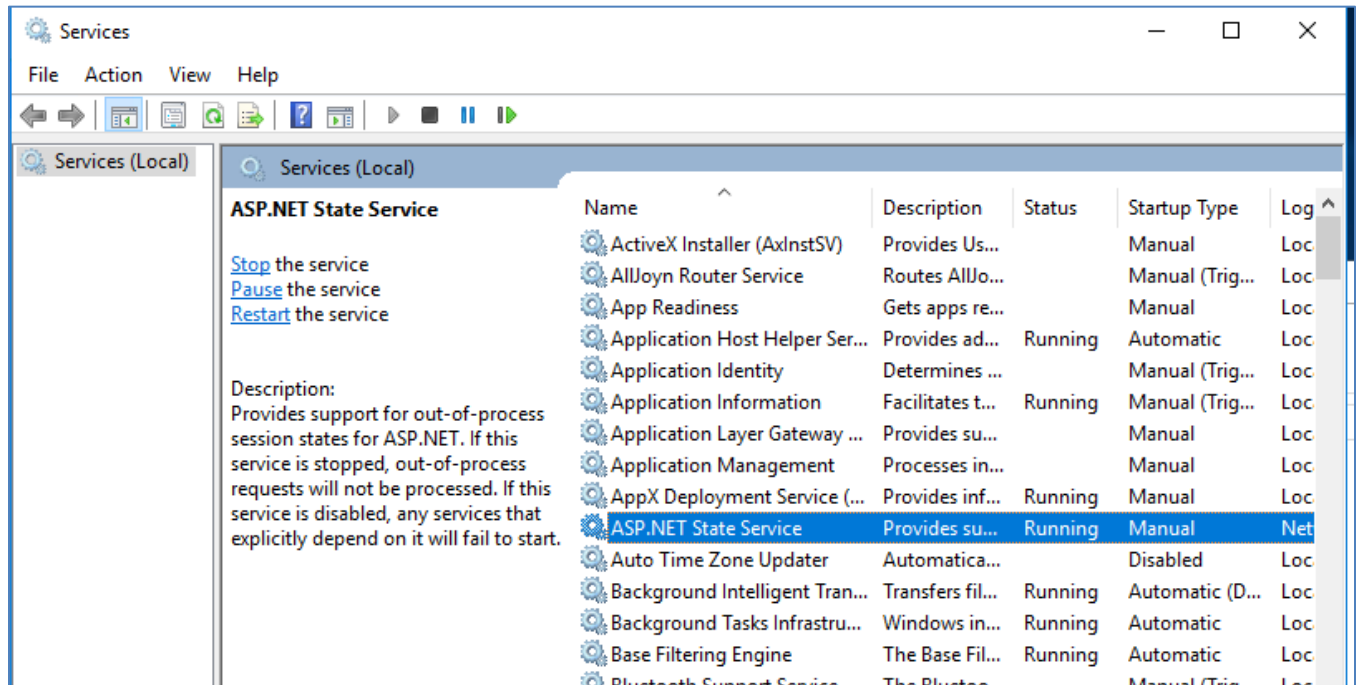 Services
File Action View Help
Services (Local)
Services (Local)
ASP.NET State Service
Stop the service
Pause the service
Restart the service
Description:
Provides support for out-of-process
session states for ASP.NET. If this
service is stopped, out-of-process
requests will not be processed. If this
service is disabled, any services that
explicitly depend on it will fail to start.
Name Description Status Startup Type Log
ActiveX Installer (AxInstSV) Provides Us... Manual Loc
AllJoyn Router Service Routes AllJo... Manual (Trig... Loc
App Readiness Gets apps re... Manual Loc
Application Host Helper Ser... Provides ad... Running Automatic Loc
Application Identity Determines ... Manual (Trig... Loc
Application Information Facilitates t... Running Manual (Trig... Loc
Application Layer Gateway ... Provides su... Manual Loc
Application Management Processes in... Manual Loc
AppX Deployment Service (... Provides inf... Running Manual Loc
ASP.NET State Service Provides su... Running Manual Net
Auto Time Zone Updater Automatica... Disabled Loc
Background Intelligent Tran... Transfers fil... Running Automatic (D... Loc
Background Tasks Infrastru... Windows in... Running Automatic Loc
Base Filtering Engine The Base Fil... Running Automatic Loc
Bluetooth Support Service The Bluetoo... Manual (Trig... Loc